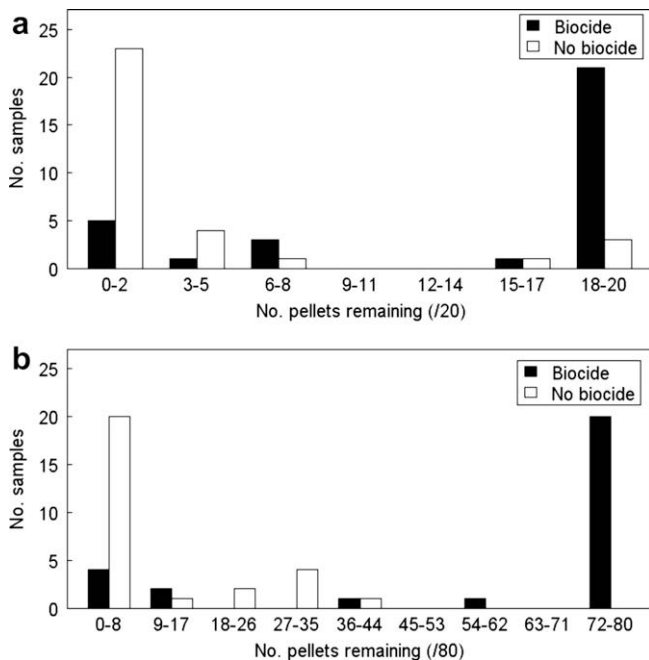 a
25
20
15
10
5
0
No. samples
Biocide
No biocide
0-2 3-5 6-8 9-11 12-14 15-17 18-20
No. pellets remaining (/20)
b
25
20
15
10
5
0
No. samples
Biocide
No biocide
0-8 9-17 18-26 27-35 36-44 45-53 54-62 63-71 72-80
No. pellets remaining (/80)